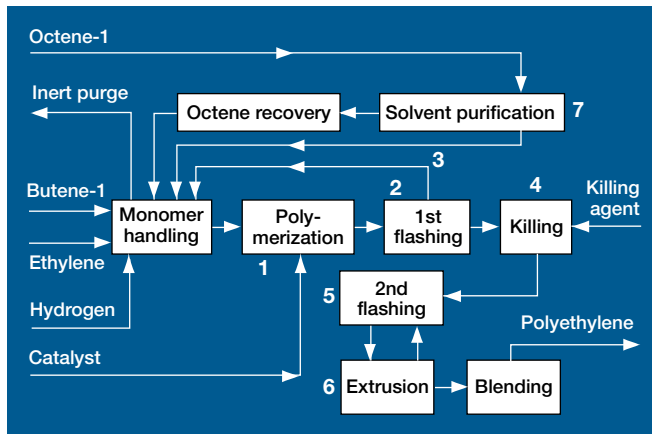 Octene-1
Inert purge
Octene recovery
Solvent purification
7
3
Butene-1
2
4
Killing
agent
Monomer
handling
Poly-
merization
1st
flashing
Killing
Ethylene
1
Hydrogen
5
2nd
flashing
Polyethylene
Catalyst
6
Extrusion
Blending